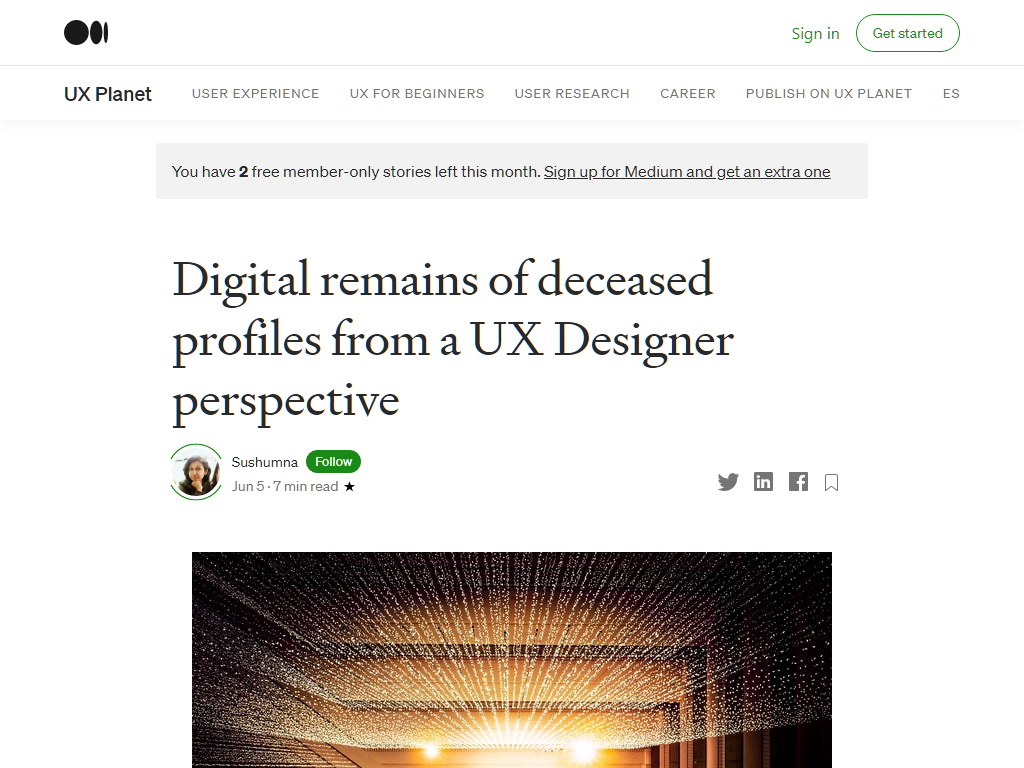 Sign in
Get started
UX Planet
USER EXPERIENCE
UX FOR BEGINNERS
USER RESEARCH
CAREER
PUBLISH ON UX PLANET
ES
You have 2 free member-only stories left this month. Sign up for Medium and get an extra one
Digital remains of deceased
profiles from a UX Designer
perspective
Sushumna
Follow
Jun 5 · 7 min read ★